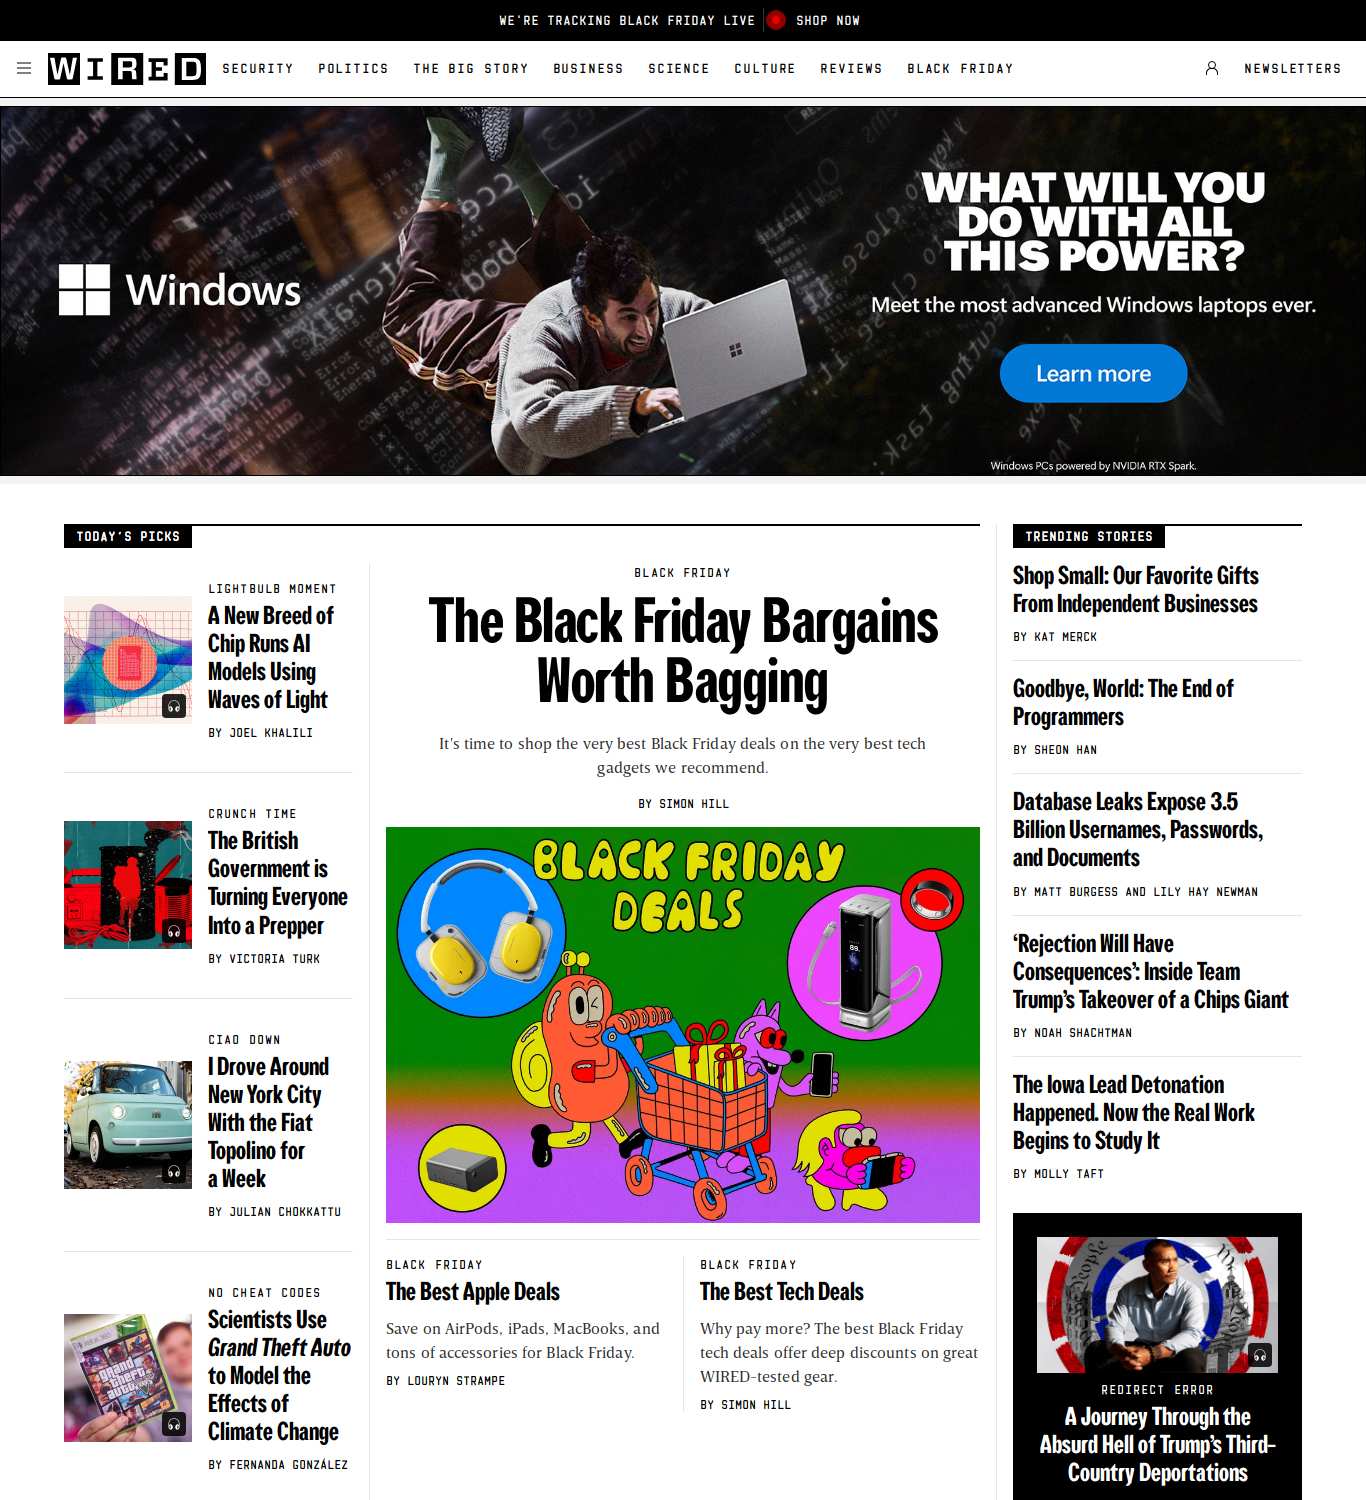 WE'RE TRACKING BLACK FRIDAY LIVE
SHOP NOW
WIRED
SECURITY
POLITICS
THE BIG STORY
BUSINESS
SCIENCE
CULTURE
REVIEWS
BLACK FRIDAY
NEWSLETTERS
Windows
WHAT WILL YOU
DO WITH ALL
THIS POWER?
Meet the most advanced Windows laptops ever.
Learn more
Windows PCs powered by NVIDIA RTX Spark.
TODAY'S PICKS
LIGHTBULB MOMENT
A New Breed of
Chip Runs AI
Models Using
Waves of Light
BY JOEL KHALILI
CRUNCH TIME
The British
Government is
Turning Everyone
Into a Prepper
BY VICTORIA TURK
CIAO DOWN
I Drove Around
New York City
With the Fiat
Topolino for
a Week
BY JULIAN CHOKKATTU
NO CHEAT CODES
Scientists Use
Grand Theft Auto
to Model the
Effects of
Climate Change
BY FERNANDA GONZÁLEZ
grand
theft
auto
BLACK FRIDAY
The Black Friday Bargains
Worth Bagging
It's time to shop the very best Black Friday deals on the very best tech
gadgets we recommend.
BY SIMON HILL
BLACK FRIDAY
DEALS
89.
BLACK FRIDAY
The Best Apple Deals
Save on AirPods, iPads, MacBooks, and
tons of accessories for Black Friday.
BY LOURYN STRAMPE
BLACK FRIDAY
The Best Tech Deals
Why pay more? The best Black Friday
tech deals offer deep discounts on great
WIRED-tested gear.
BY SIMON HILL
TRENDING STORIES
Shop Small: Our Favorite Gifts
From Independent Businesses
BY KAT MERCK
Goodbye, World: The End of
Programmers
BY SHEON HAN
Database Leaks Expose 3.5
Billion Usernames, Passwords,
and Documents
BY MATT BURGESS AND LILY HAY NEWMAN
‘Rejection Will Have
Consequences’: Inside Team
Trump’s Takeover of a Chips Giant
BY NOAH SHACHTMAN
The Iowa Lead Detonation
Happened. Now the Real Work
Begins to Study It
BY MOLLY TAFT
People
REDIRECT ERROR
A Journey Through the
Absurd Hell of Trump’s Third-
Country Deportations